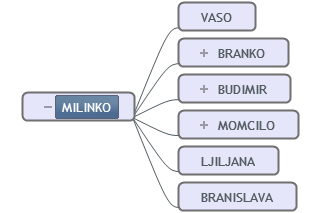 VASO
BRANKO
BUDIMIR
MILINKO
MOMCILO
LJILJANA
BRANISLAVA